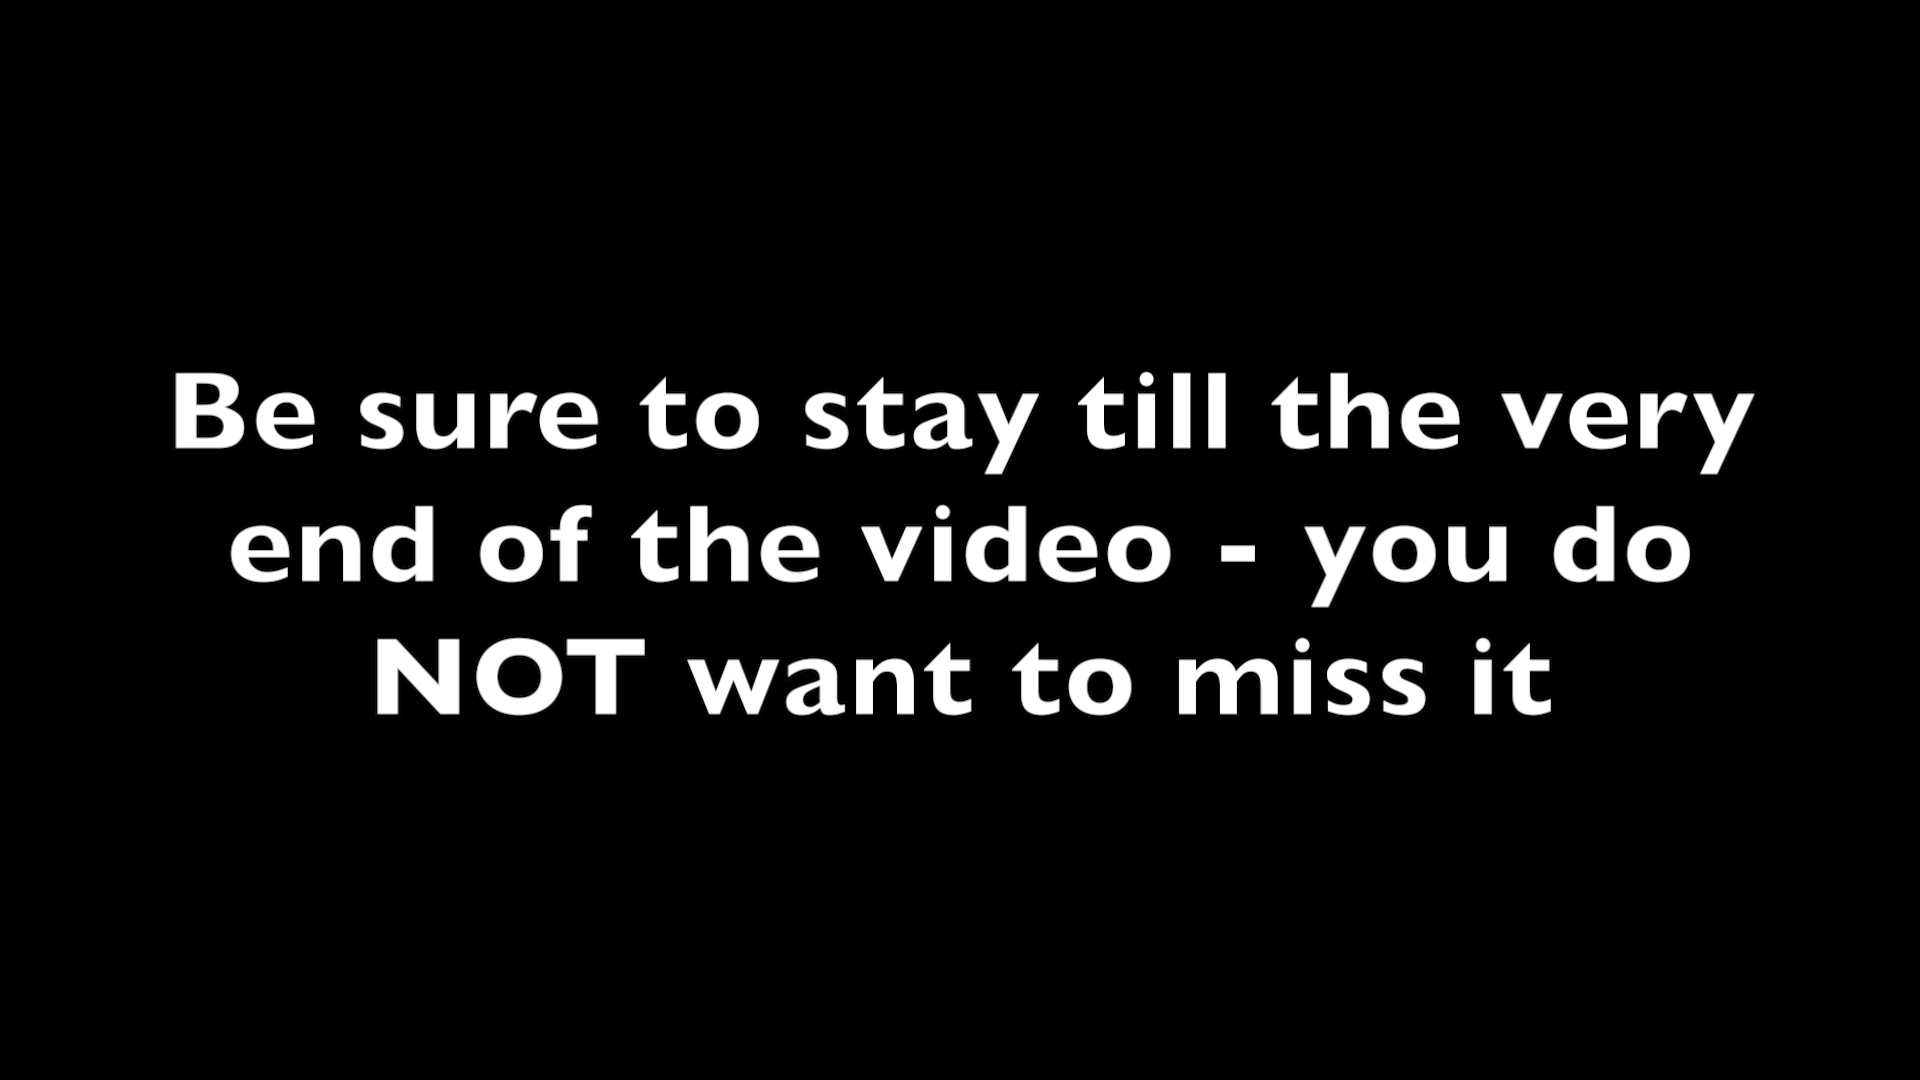 Be sure to stay till the very
end of the video - you do
NOT want to miss it